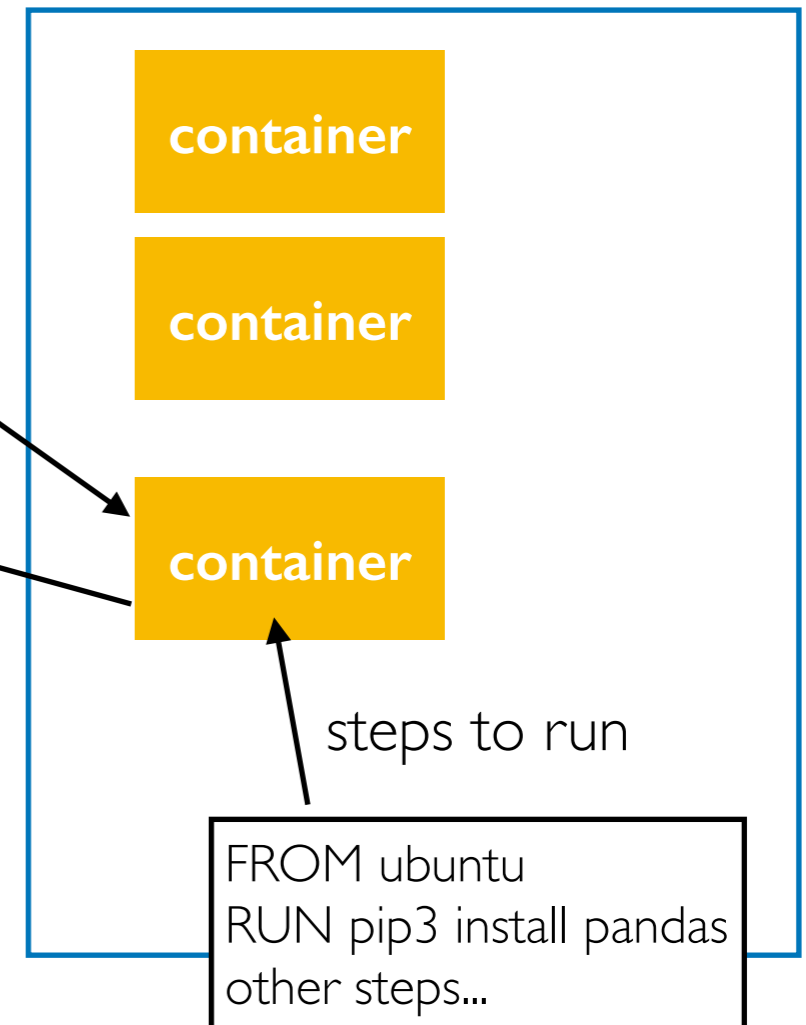 container
container
container
steps to run
FROM ubuntu
RUN pip3 install pandas
other steps...